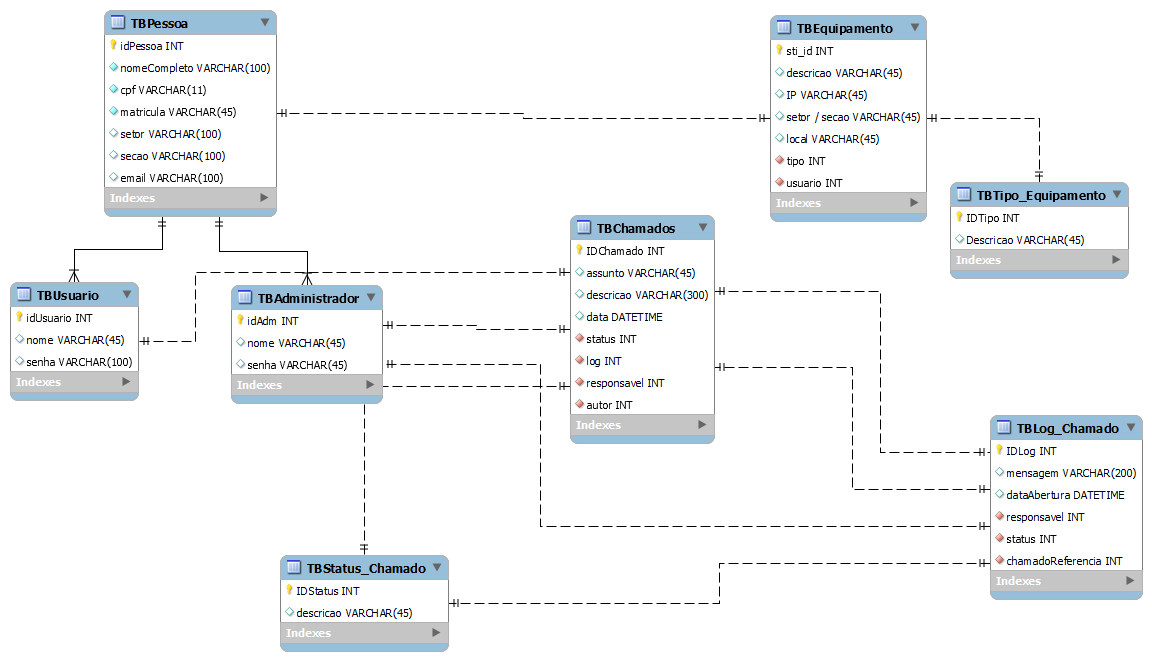 TBPessoa
idPessoa INT
nomeCompleto VARCHAR(100)
cpf VARCHAR(11)
matricula VARCHAR(45)
setor VARCHAR(100)
secao VARCHAR(100)
email VARCHAR(100)
Indexes
TBEquipamento
sti_id INT
descricao VARCHAR(45)
IP VARCHAR(45)
setor / secao VARCHAR(45)
local VARCHAR(45)
tipo INT
usuario INT
Indexes
TBTipo_Equipamento
IDTipo INT
Descricao VARCHAR(45)
Indexes
TBChamados
IDChamado INT
assunto VARCHAR(45)
descricao VARCHAR(300)
data DATETIME
status INT
log INT
responsavel INT
autor INT
Indexes
TBUsuario
idUsuario INT
nome VARCHAR(45)
senha VARCHAR(100)
Indexes
TBAdministrador
idAdm INT
nome VARCHAR(45)
senha VARCHAR(45)
Indexes
TBLog_Chamado
IDLog INT
mensagem VARCHAR(200)
dataAbertura DATETIME
responsavel INT
status INT
chamadoReferencia INT
Indexes
TBStatus_Chamado
IDStatus INT
descricao VARCHAR(45)
Indexes